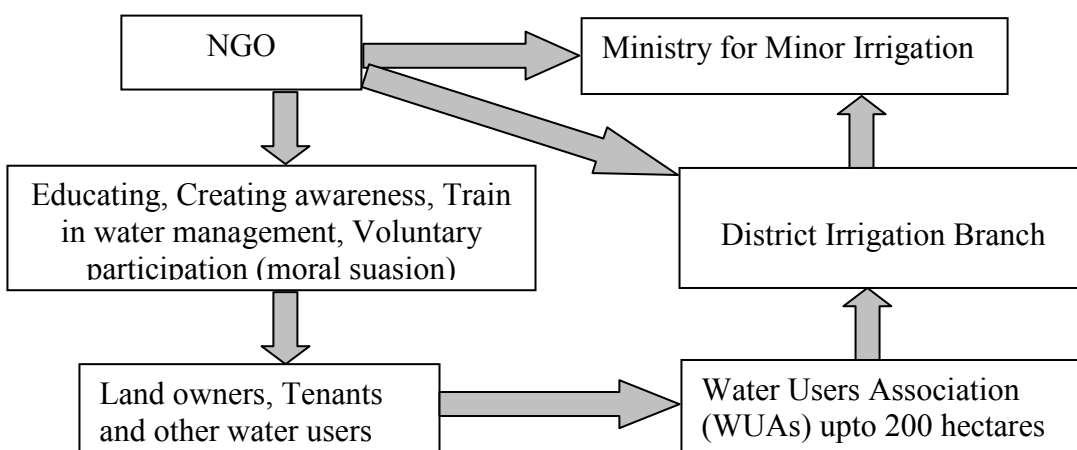 NGO
Ministry for Minor Irrigation
Educating, Creating awareness, Train
in water management, Voluntary
participation (moral suasion)
District Irrigation Branch
Land owners, Tenants
and other water users
Water Users Association
(WUAs) upto 200 hectares